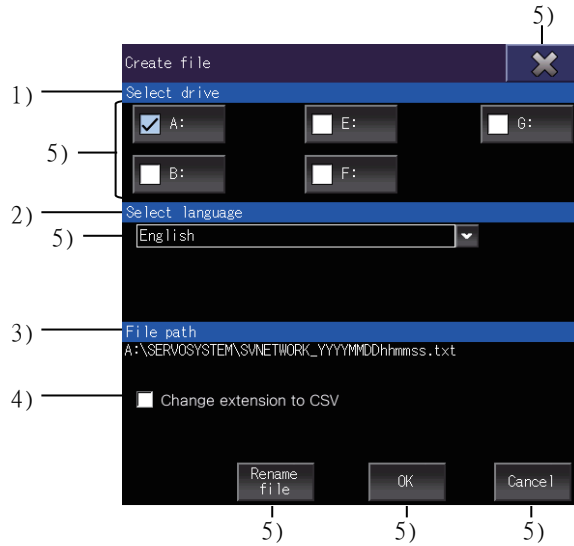 5)
Create file
1)
Select drive
A:
E:
G:
5)
B:
F:
2)
Select language
5)
English
3)
File path
A:\SERVOSYSTEM\SVNETWORK_YYYYMMDDhhmmss.txt
4)
Change extension to CSV
Rename
file
OK
Cancel
5)
5)
5)